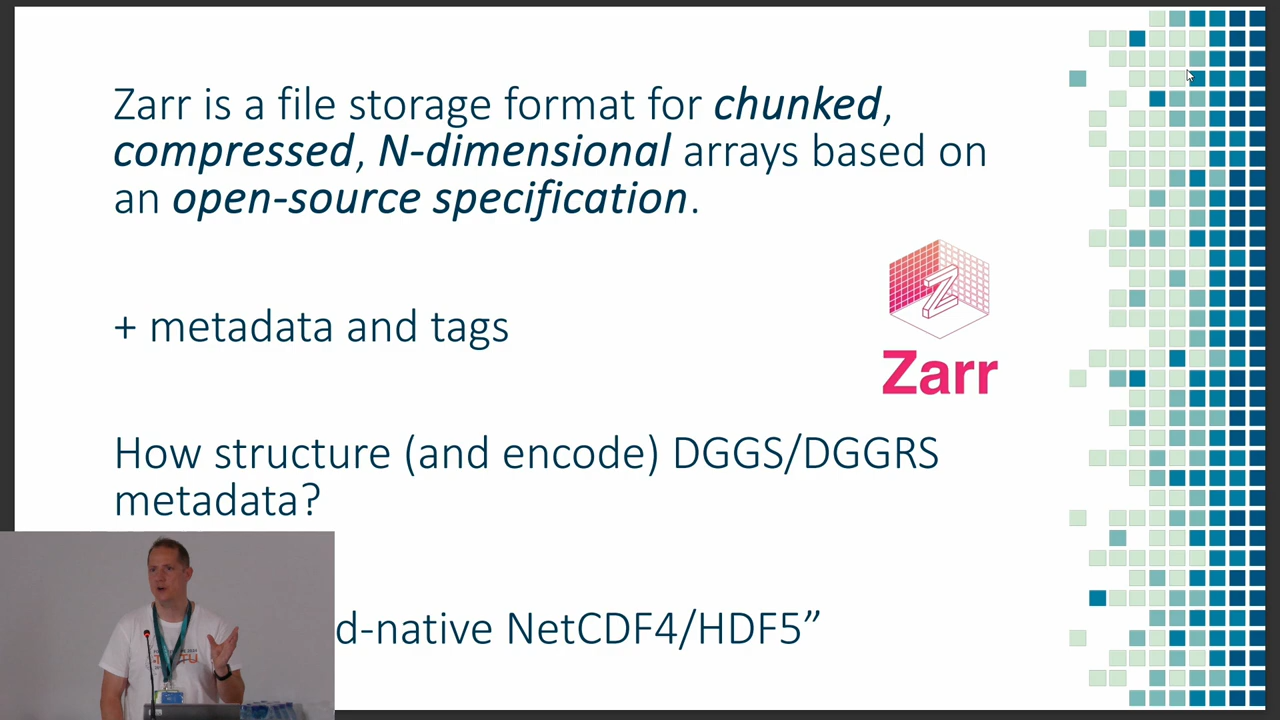 Zarr is a file storage format for chunked,
compressed, N-dimensional arrays based on
an open-source specification.
+ metadata and tags
Zarr
How structure (and encode) DGGS/DGGRS
metadata?
d-native NetCDF4/HDF5”